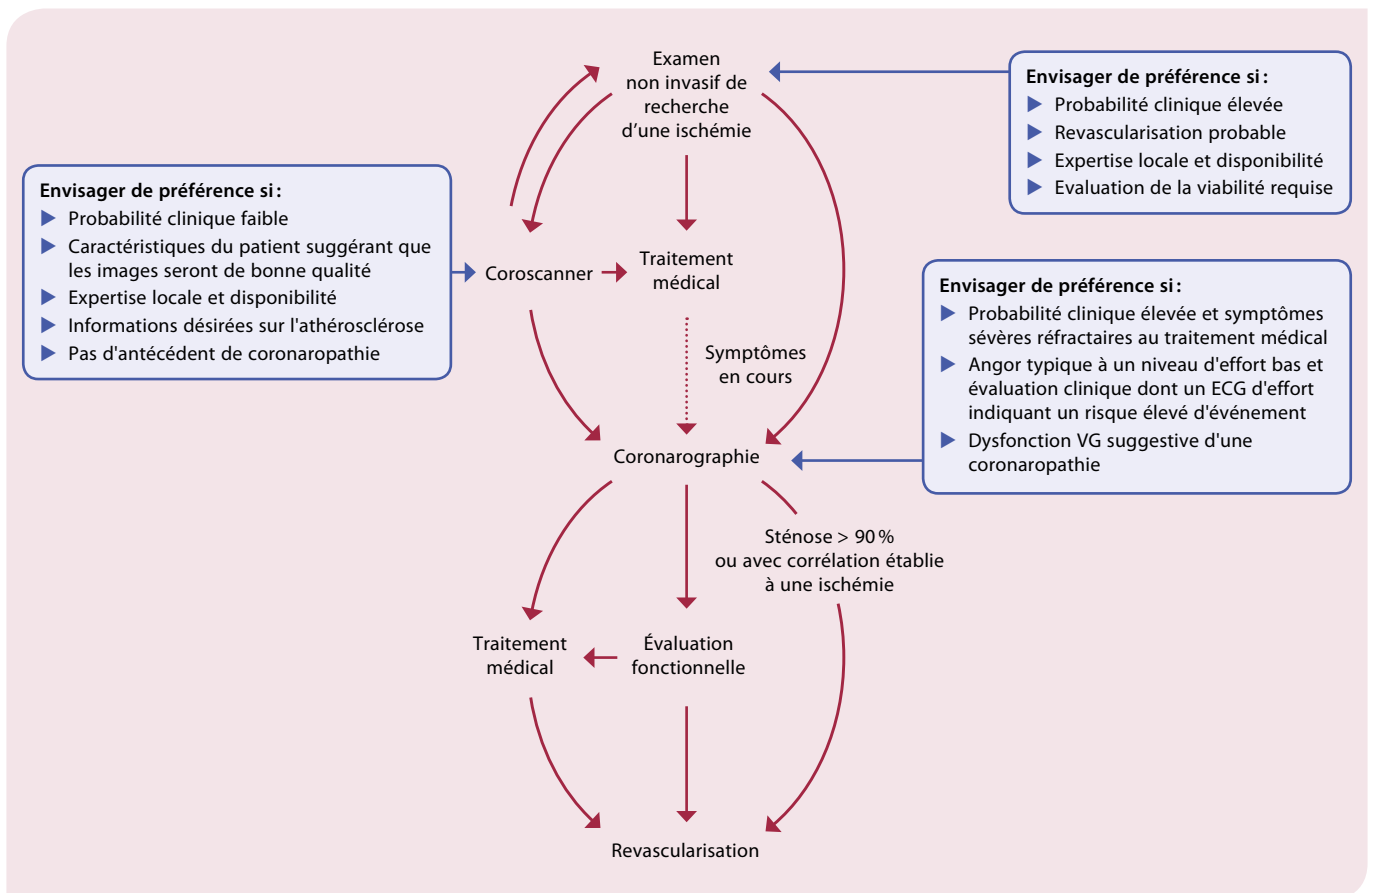 Examen
non invasif de
recherche
d’une ischémie
Envisager de préférence si :
▶ Probabilité clinique élevée
▶ Revascularisation probable
▶ Expertise locale et disponibilité
▶ Evaluation de la viabilité requise
Envisager de préférence si :
▶ Probabilité clinique faible
▶ Caractéristiques du patient suggérant que
les images seront de bonne qualité
▶ Expertise locale et disponibilité
▶ Informations désirées sur l'athérosclérose
▶ Pas d'antécédent de coronaropathie
Coroscanner
Traitement
médical
Envisager de préférence si :
▶ Probabilité clinique élevée et symptômes
sévères réfractaires au traitement médical
▶ Angor typique à un niveau d'effort bas et
évaluation clinique dont un ECG d'effort
indiquant un risque élevé d'événement
▶ Dysfonction VG suggestive d'une
coronaropathie
Symptômes
en cours
Coronarographie
Sténose > 90 %
ou avec corrélation établie
à une ischémie
Traitement
médical
Évaluation
fonctionnelle
Revascularisation